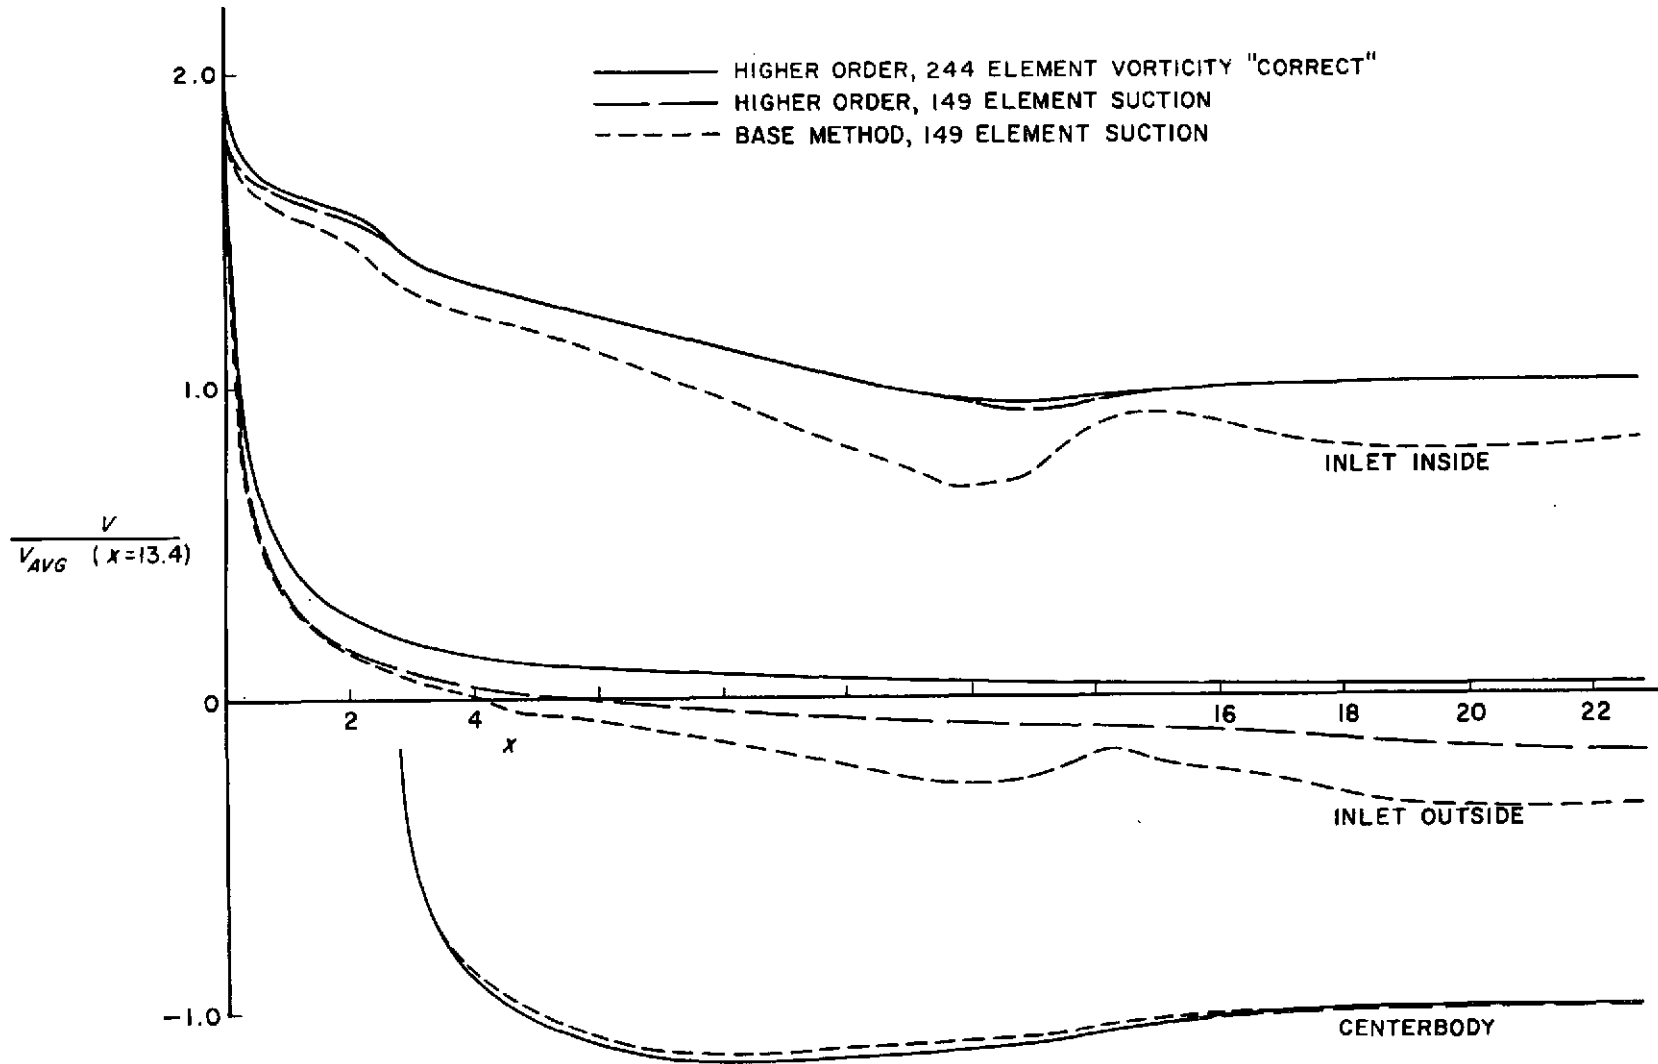 HIGHER ORDER, 244 ELEMENT VORTICITY "CORRECT"
HIGHER ORDER, 149 ELEMENT SUCTION
BASE METHOD, 149 ELEMENT SUCTION
2.0
1.0
0
-1.0
V
V_AVG (x=13.4)
2
4
16
18
20
22
x
INLET INSIDE
INLET OUTSIDE
CENTERBODY